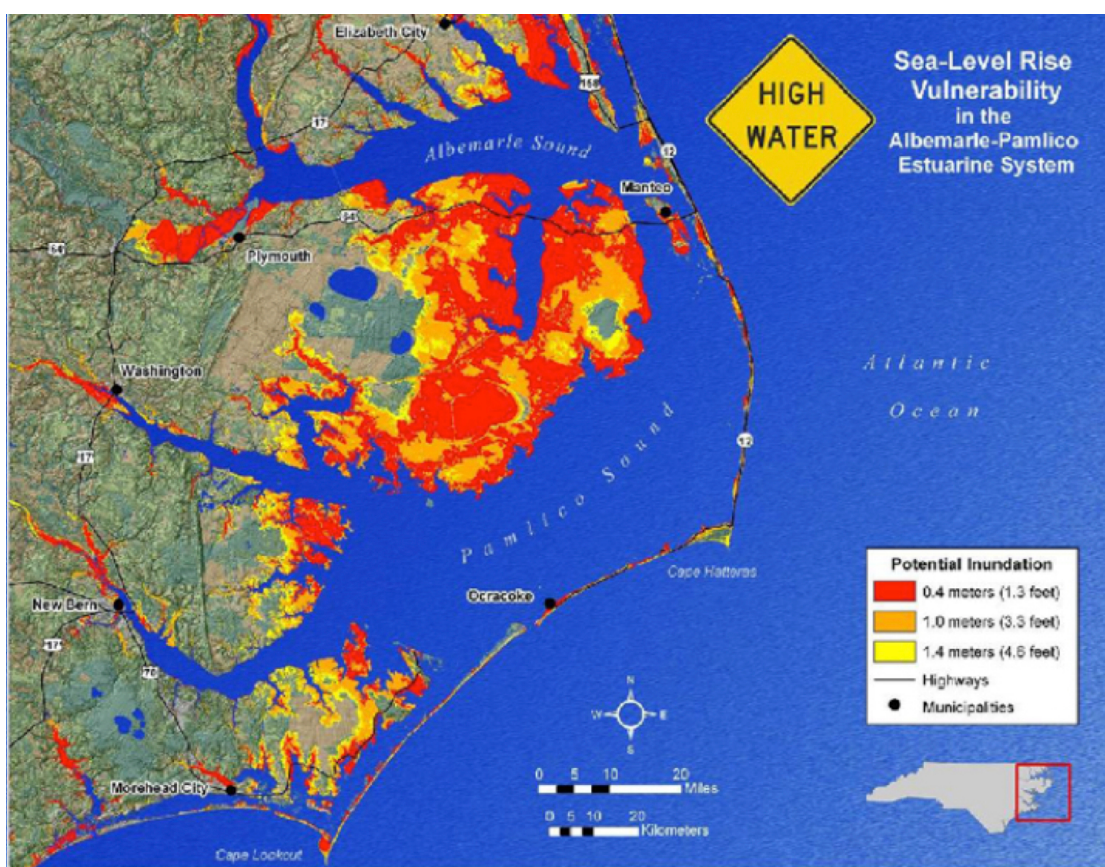 Elizabeth City
HIGH
WATER
Sea-Level Rise
Vulnerability
in the
Albemarle-Pamlico
Estuarine System
158
17
Albemarle Sound
12
Manteo
64
64
Plymouth
Washington
Atlantic
Ocean
17
12
Pamlico Sound
Cape Hatteras
Ocracoke
New Bern
17
70
Potential Inundation
0.4 meters (1.3 feet)
1.0 meters (3.3 feet)
1.4 meters (4.6 feet)
Highways
Municipalities
N
W E
S
Morehead City
0 5 10 20
Miles
0 5 10 20
Kilometers
Cape Lookout